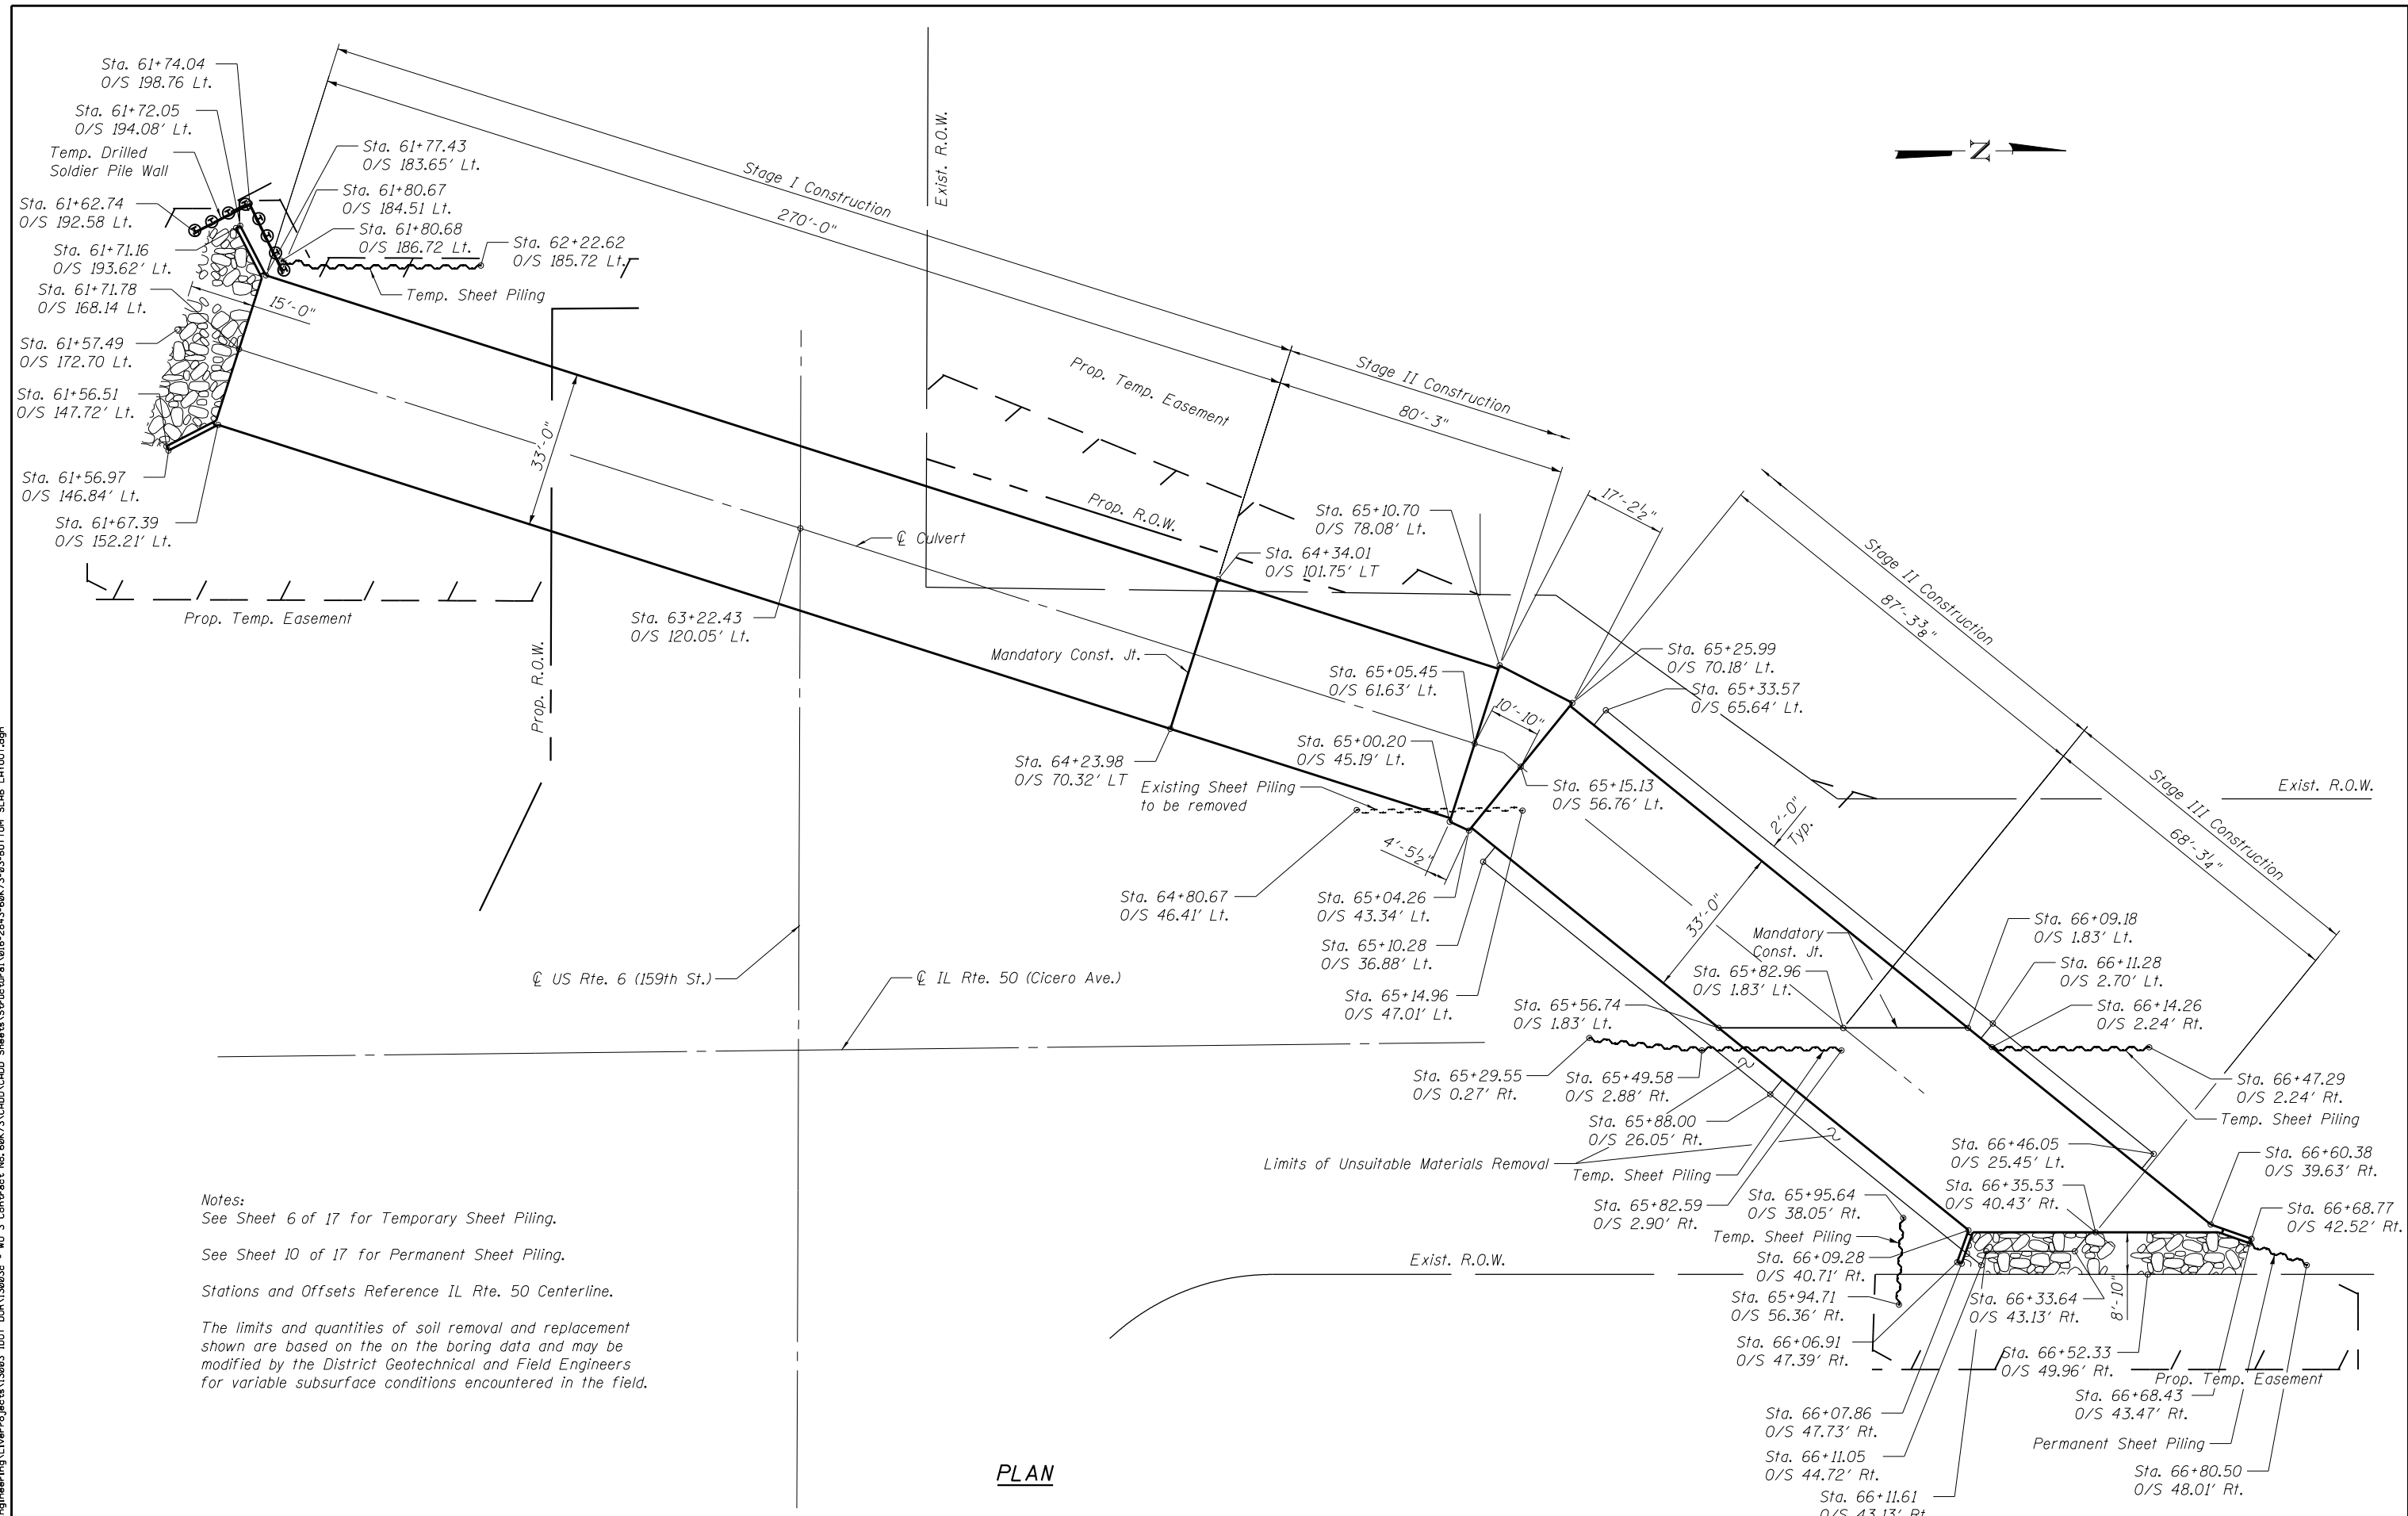 Sta. 61+74.04
O/S 198.76 Lt.
Sta. 61+72.05
O/S 194.08' Lt.
Temp. Drilled
Soldier Pile Wall
Sta. 61+62.74
O/S 192.58 Lt.
Sta. 61+71.16
O/S 193.62' Lt.
Sta. 61+71.78
O/S 168.14 Lt.
Sta. 61+57.49
O/S 172.70 Lt.
Sta. 61+56.51
O/S 147.72' Lt.
Sta. 61+56.97
O/S 146.84' Lt.
Sta. 61+67.39
O/S 152.21' Lt.
Sta. 61+77.43
O/S 183.65' Lt.
Sta. 61+80.67
O/S 184.51 Lt.
Sta. 61+80.68
O/S 186.72 Lt.
Sta. 62+22.62
O/S 185.72 Lt.
Temp. Sheet Piling
15'-0"
33'-0"
Prop. Temp. Easement
Prop. R.O.W.
Stage I Construction
270'-0"
Exist. R.O.W.
N
Stage II Construction
80'-3"
Prop. Temp. Easement
Prop. R.O.W.
℄ Culvert
Sta. 63+22.43
O/S 120.05' Lt.
Mandatory Const. Jt.
Sta. 65+10.70
O/S 78.08' Lt.
Sta. 64+34.01
O/S 101.75' LT
17'-2½"
Stage II Construction
87'-3⅜"
Sta. 65+25.99
O/S 70.18' Lt.
Sta. 65+33.57
O/S 65.64' Lt.
Sta. 65+05.45
O/S 61.63' Lt.
10'-10"
Sta. 65+00.20
O/S 45.19' Lt.
Sta. 64+23.98
O/S 70.32' LT
Existing Sheet Piling
to be removed
Sta. 65+15.13
O/S 56.76' Lt.
Exist. R.O.W.
Stage III Construction
68'-3¼"
2'-0"
Typ.
4'-5½"
33'-0"
Sta. 64+80.67
O/S 46.41' Lt.
Sta. 65+04.26
O/S 43.34' Lt.
Sta. 65+10.28
O/S 36.88' Lt.
Sta. 65+14.96
O/S 47.01' Lt.
Mandatory
Const. Jt.
Sta. 65+82.96
O/S 1.83' Lt.
Sta. 65+56.74
O/S 1.83' Lt.
Sta. 66+09.18
O/S 1.83' Lt.
Sta. 66+11.28
O/S 2.70' Lt.
Sta. 66+14.26
O/S 2.24' Rt.
℄ US Rte. 6 (159th St.)
℄ IL Rte. 50 (Cicero Ave.)
Sta. 65+29.55
O/S 0.27' Rt.
Sta. 65+49.58
O/S 2.88' Rt.
Sta. 65+88.00
O/S 26.05' Rt.
Limits of Unsuitable Materials Removal
Temp. Sheet Piling
Sta. 65+82.59
O/S 2.90' Rt.
Sta. 66+47.29
O/S 2.24' Rt.
Temp. Sheet Piling
Sta. 66+46.05
O/S 25.45' Lt.
Sta. 66+35.53
O/S 40.43' Rt.
Sta. 66+60.38
O/S 39.63' Rt.
Sta. 66+68.77
O/S 42.52' Rt.
Sta. 65+95.64
O/S 38.05' Rt.
Temp. Sheet Piling
Sta. 66+09.28
O/S 40.71' Rt.
Sta. 65+94.71
O/S 56.36' Rt.
Sta. 66+06.91
O/S 47.39' Rt.
Sta. 66+33.64
O/S 43.13' Rt.
8'-10"
Sta. 66+52.33
O/S 49.96' Rt.
Prop. Temp. Easement
Sta. 66+68.43
O/S 43.47' Rt.
Sta. 66+07.86
O/S 47.73' Rt.
Permanent Sheet Piling
Sta. 66+11.05
O/S 44.72' Rt.
Sta. 66+80.50
O/S 48.01' Rt.
Sta. 66+11.61
O/S 43.13' Rt.
Exist. R.O.W.
Notes:
See Sheet 6 of 17 for Temporary Sheet Piling.
See Sheet 10 of 17 for Permanent Sheet Piling.
Stations and Offsets Reference IL Rte. 50 Centerline.
The limits and quantities of soil removal and replacement
shown are based on the on the boring data and may be
modified by the District Geotechnical and Field Engineers
for variable subsurface conditions encountered in the field.
PLAN